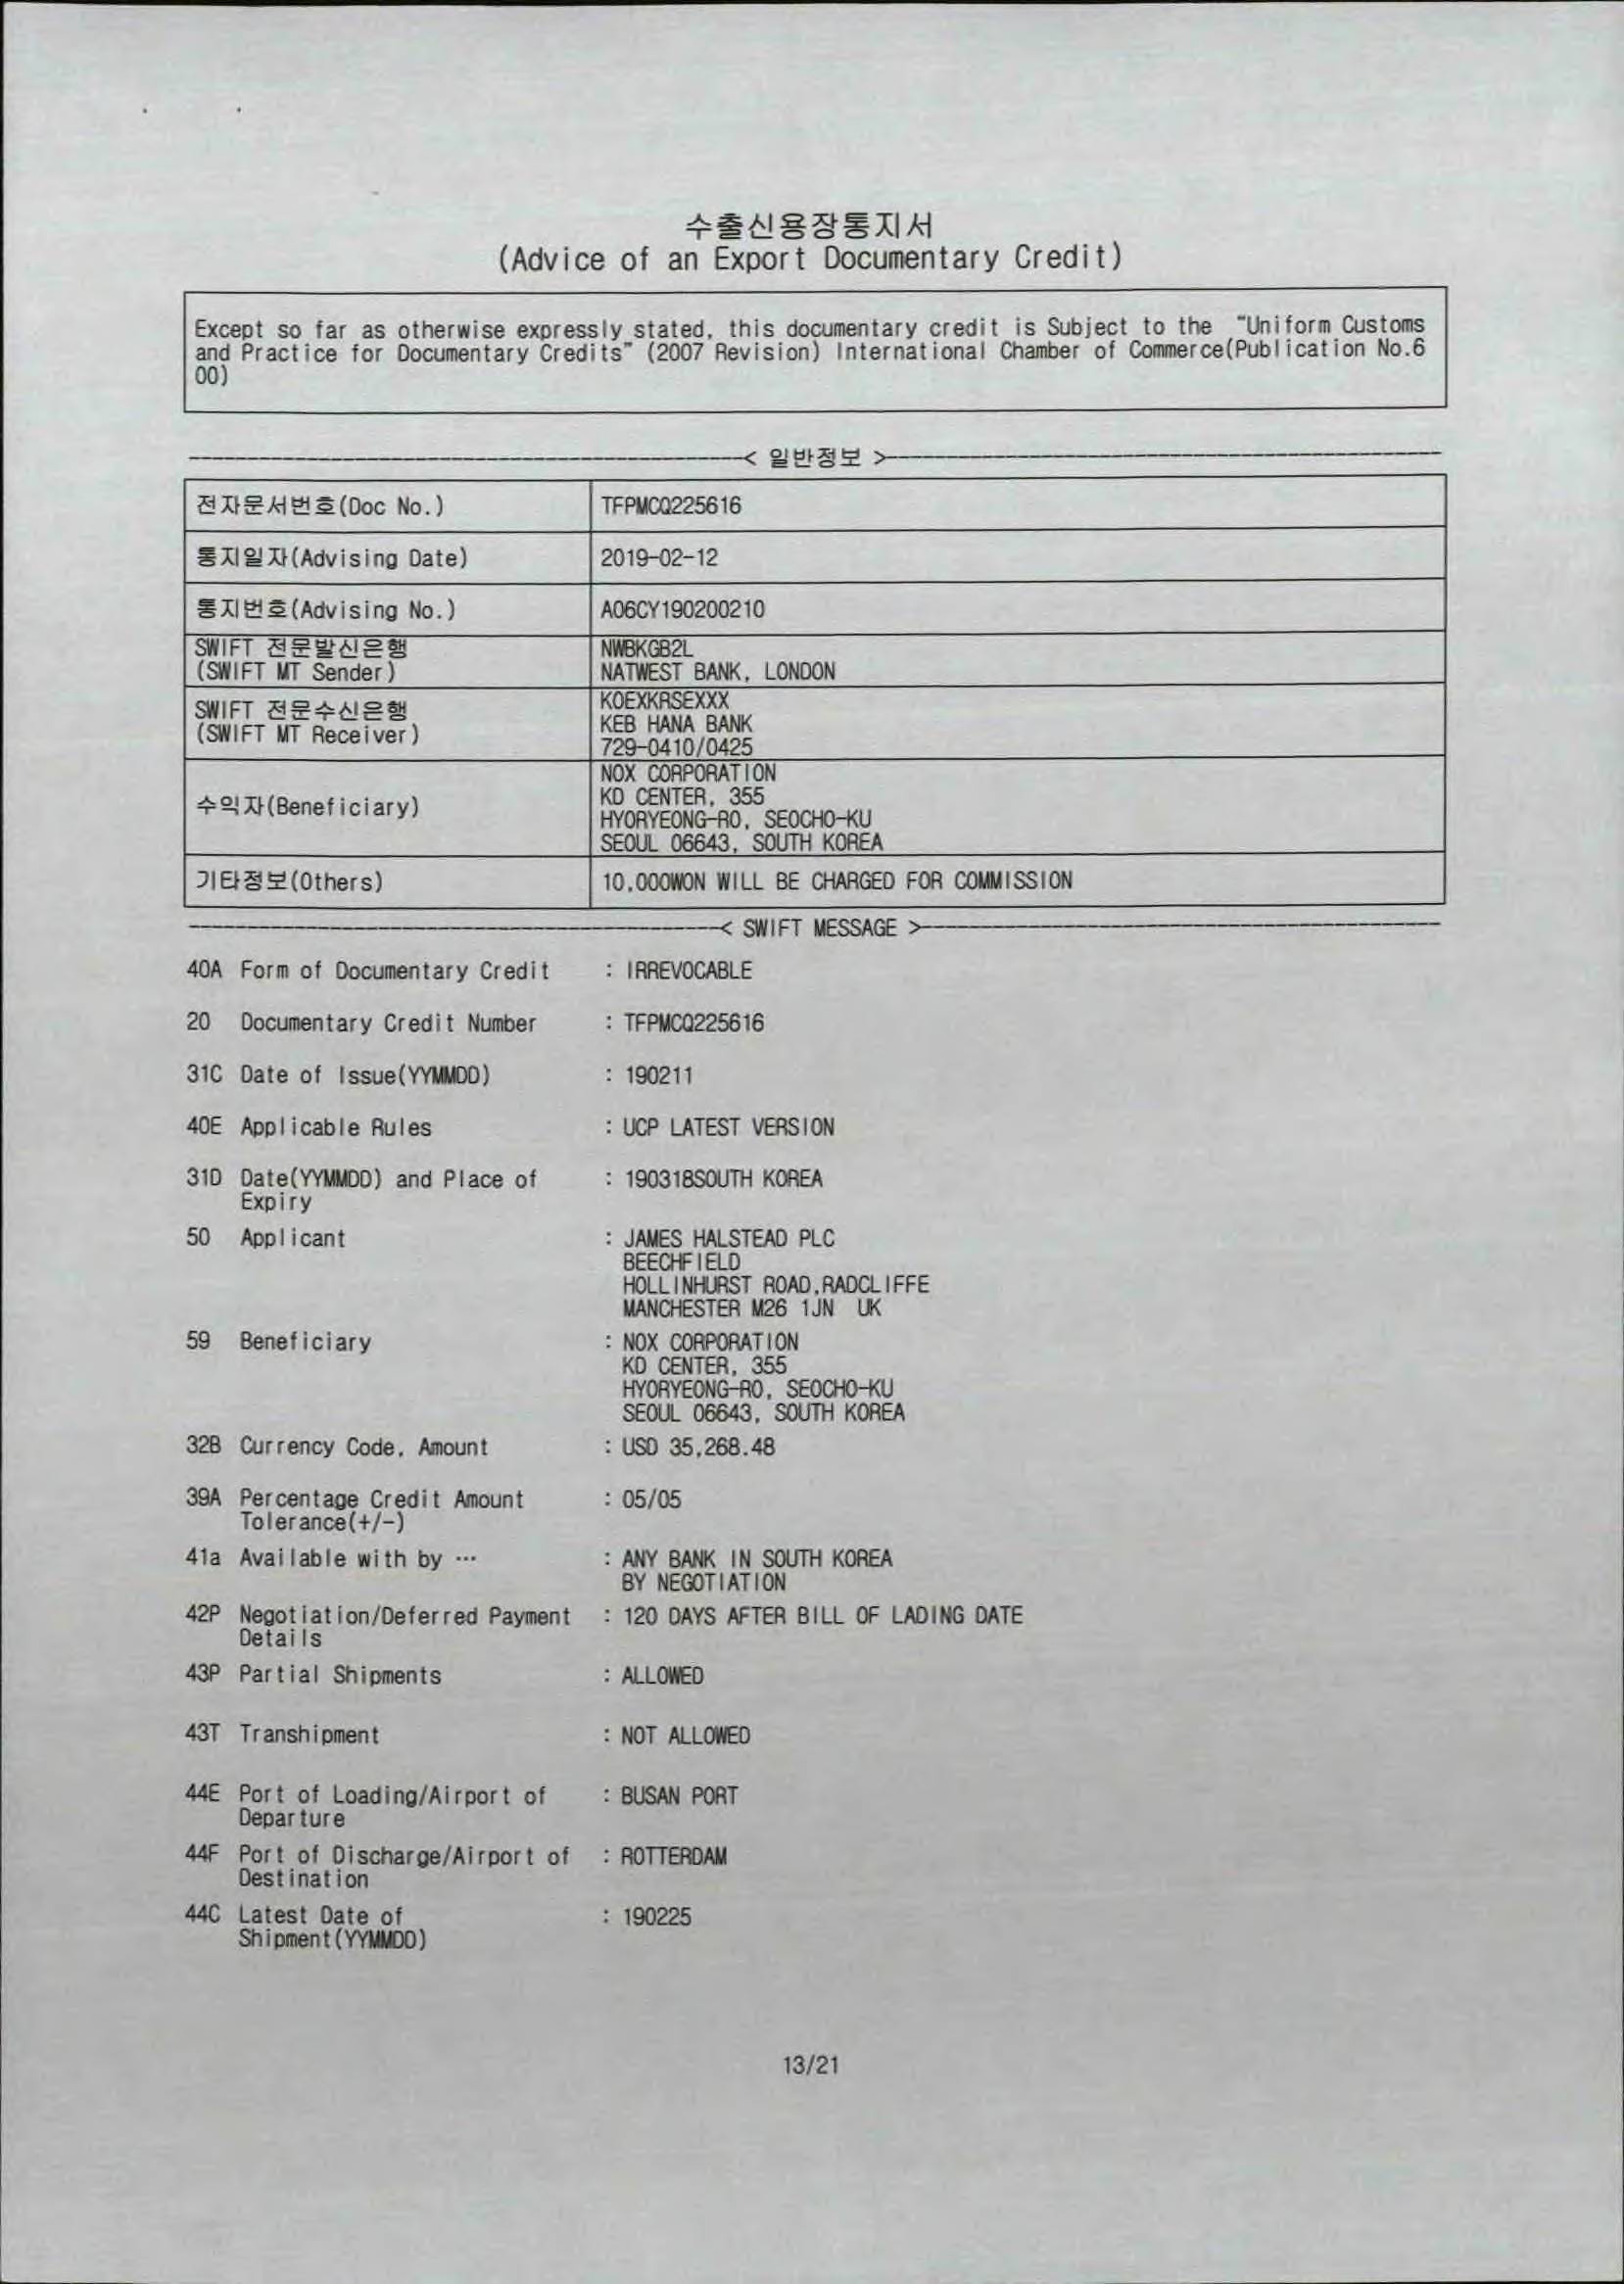 수출신용장통지서
(Advice of an Export Documentary Credit)
Except so far as otherwise expressly stated, this documentary credit is Subject to the "Uniform Customs
and Practice for Documentary Credits" (2007 Revision) International Chamber of Commerce(Publication No.6
00)
< 일반정보 >
전자문서번호(Doc No.) TFPMCQ225616
통지일자(Advising Date) 2019-02-12
통지번호(Advising No.) A06CY190200210
SWIFT 전문발신은행 NWBKGB2L
(SWIFT MT Sender) NATWEST BANK, LONDON
KOEXKRSEXXX
SWIFT 전문수신은행 KEB HANA BANK
(SWIFT MT Receiver) 729-0410/0425
NOX CORPORATION
KD CENTER, 355
수익자(Beneficiary) HYORYEONG-RO, SEOCHO-KU
SEOUL 06643, SOUTH KOREA
기타정보(Others) 10,000WON WILL BE CHARGED FOR COMMISSION
< SWIFT MESSAGE >
40A Form of Documentary Credit : IRREVOCABLE
20 Documentary Credit Number : TFPMCQ225616
31C Date of Issue(YYMMDD) : 190211
40E Applicable Rules : UCP LATEST VERSION
31D Date(YYMMDD) and Place of : 190318SOUTH KOREA
Expiry
50 Applicant : JAMES HALSTEAD PLC
BEECHFIELD
HOLLINHURST ROAD,RADCLIFFE
MANCHESTER M26 1JN UK
59 Beneficiary : NOX CORPORATION
KD CENTER, 355
HYORYEONG-RO, SEOCHO-KU
SEOUL 06643, SOUTH KOREA
32B Currency Code, Amount : USD 35,268.48
39A Percentage Credit Amount : 05/05
Tolerance(+/-)
41a Available with by ··· : ANY BANK IN SOUTH KOREA
BY NEGOTIATION
42P Negotiation/Deferred Payment : 120 DAYS AFTER BILL OF LADING DATE
Details
43P Partial Shipments : ALLOWED
43T Transhipment : NOT ALLOWED
44E Port of Loading/Airport of : BUSAN PORT
Departure
44F Port of Discharge/Airport of : ROTTERDAM
Destination
44C Latest Date of : 190225
Shipment(YYMMDD)
13/21